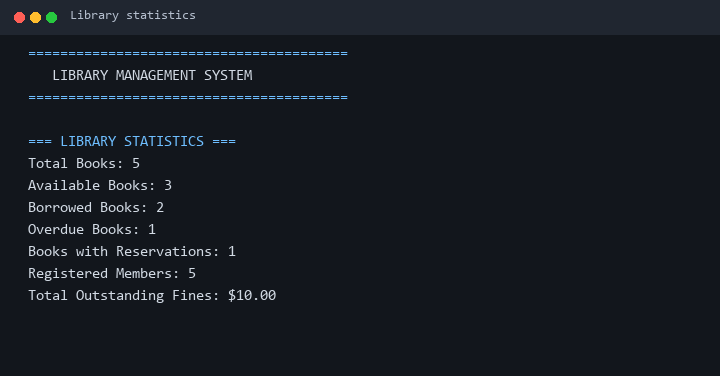 Library statistics
========================================
LIBRARY MANAGEMENT SYSTEM
========================================
=== LIBRARY STATISTICS ===
Total Books: 5
Available Books: 3
Borrowed Books: 2
Overdue Books: 1
Books with Reservations: 1
Registered Members: 5
Total Outstanding Fines: $10.00